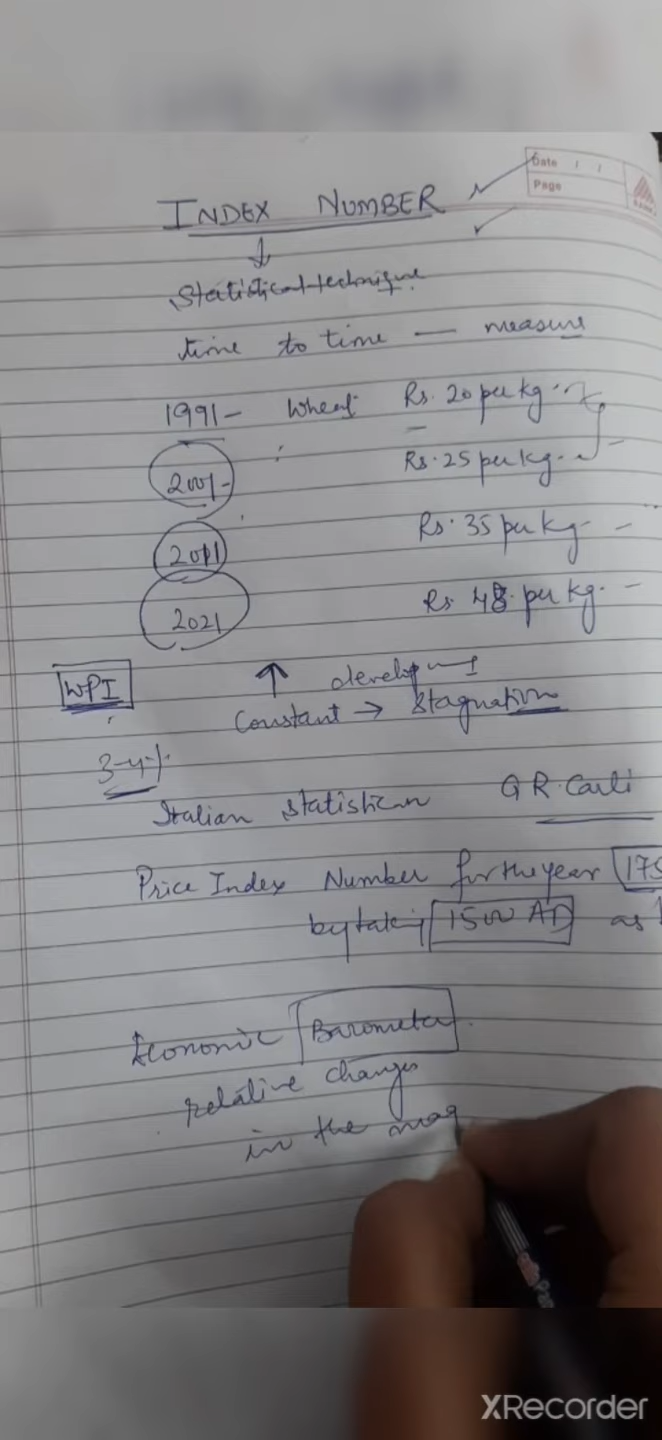 Date / /
Page
INDEX NUMBER
Statistical technique
time to time — measure
1991 - Wheat Rs. 20 per kg.
2001 - Rs. 25 per kg.
2011 Rs. 35 per kg -
2021 Rs. 48 per kg. -
WPI ↑ development
Constant → Stagnation
3-4%
Italian statistican G R. Carli
Price Index Number for the year 175
by taking 1500 AD as
Economic Barometer.
relative changes
in the mag
XRecorder